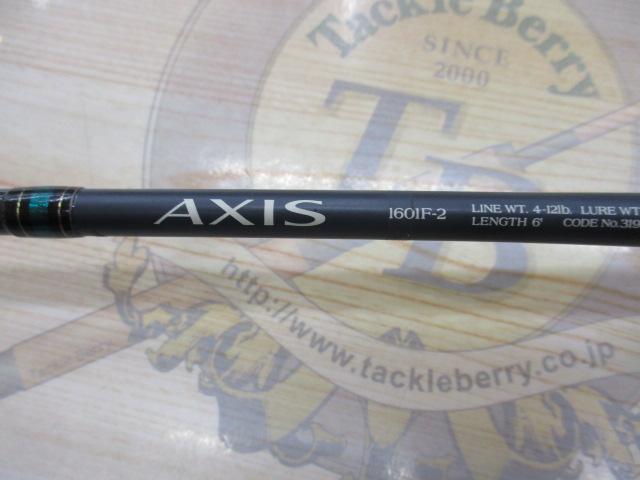 Tackle Berry
SINCE
2000
TB
AXIS 1601F-2 LINE WT. 4-12lb. LURE WT
LENGTH 6' CODE No.319
http://www.tackleberry.co.jp